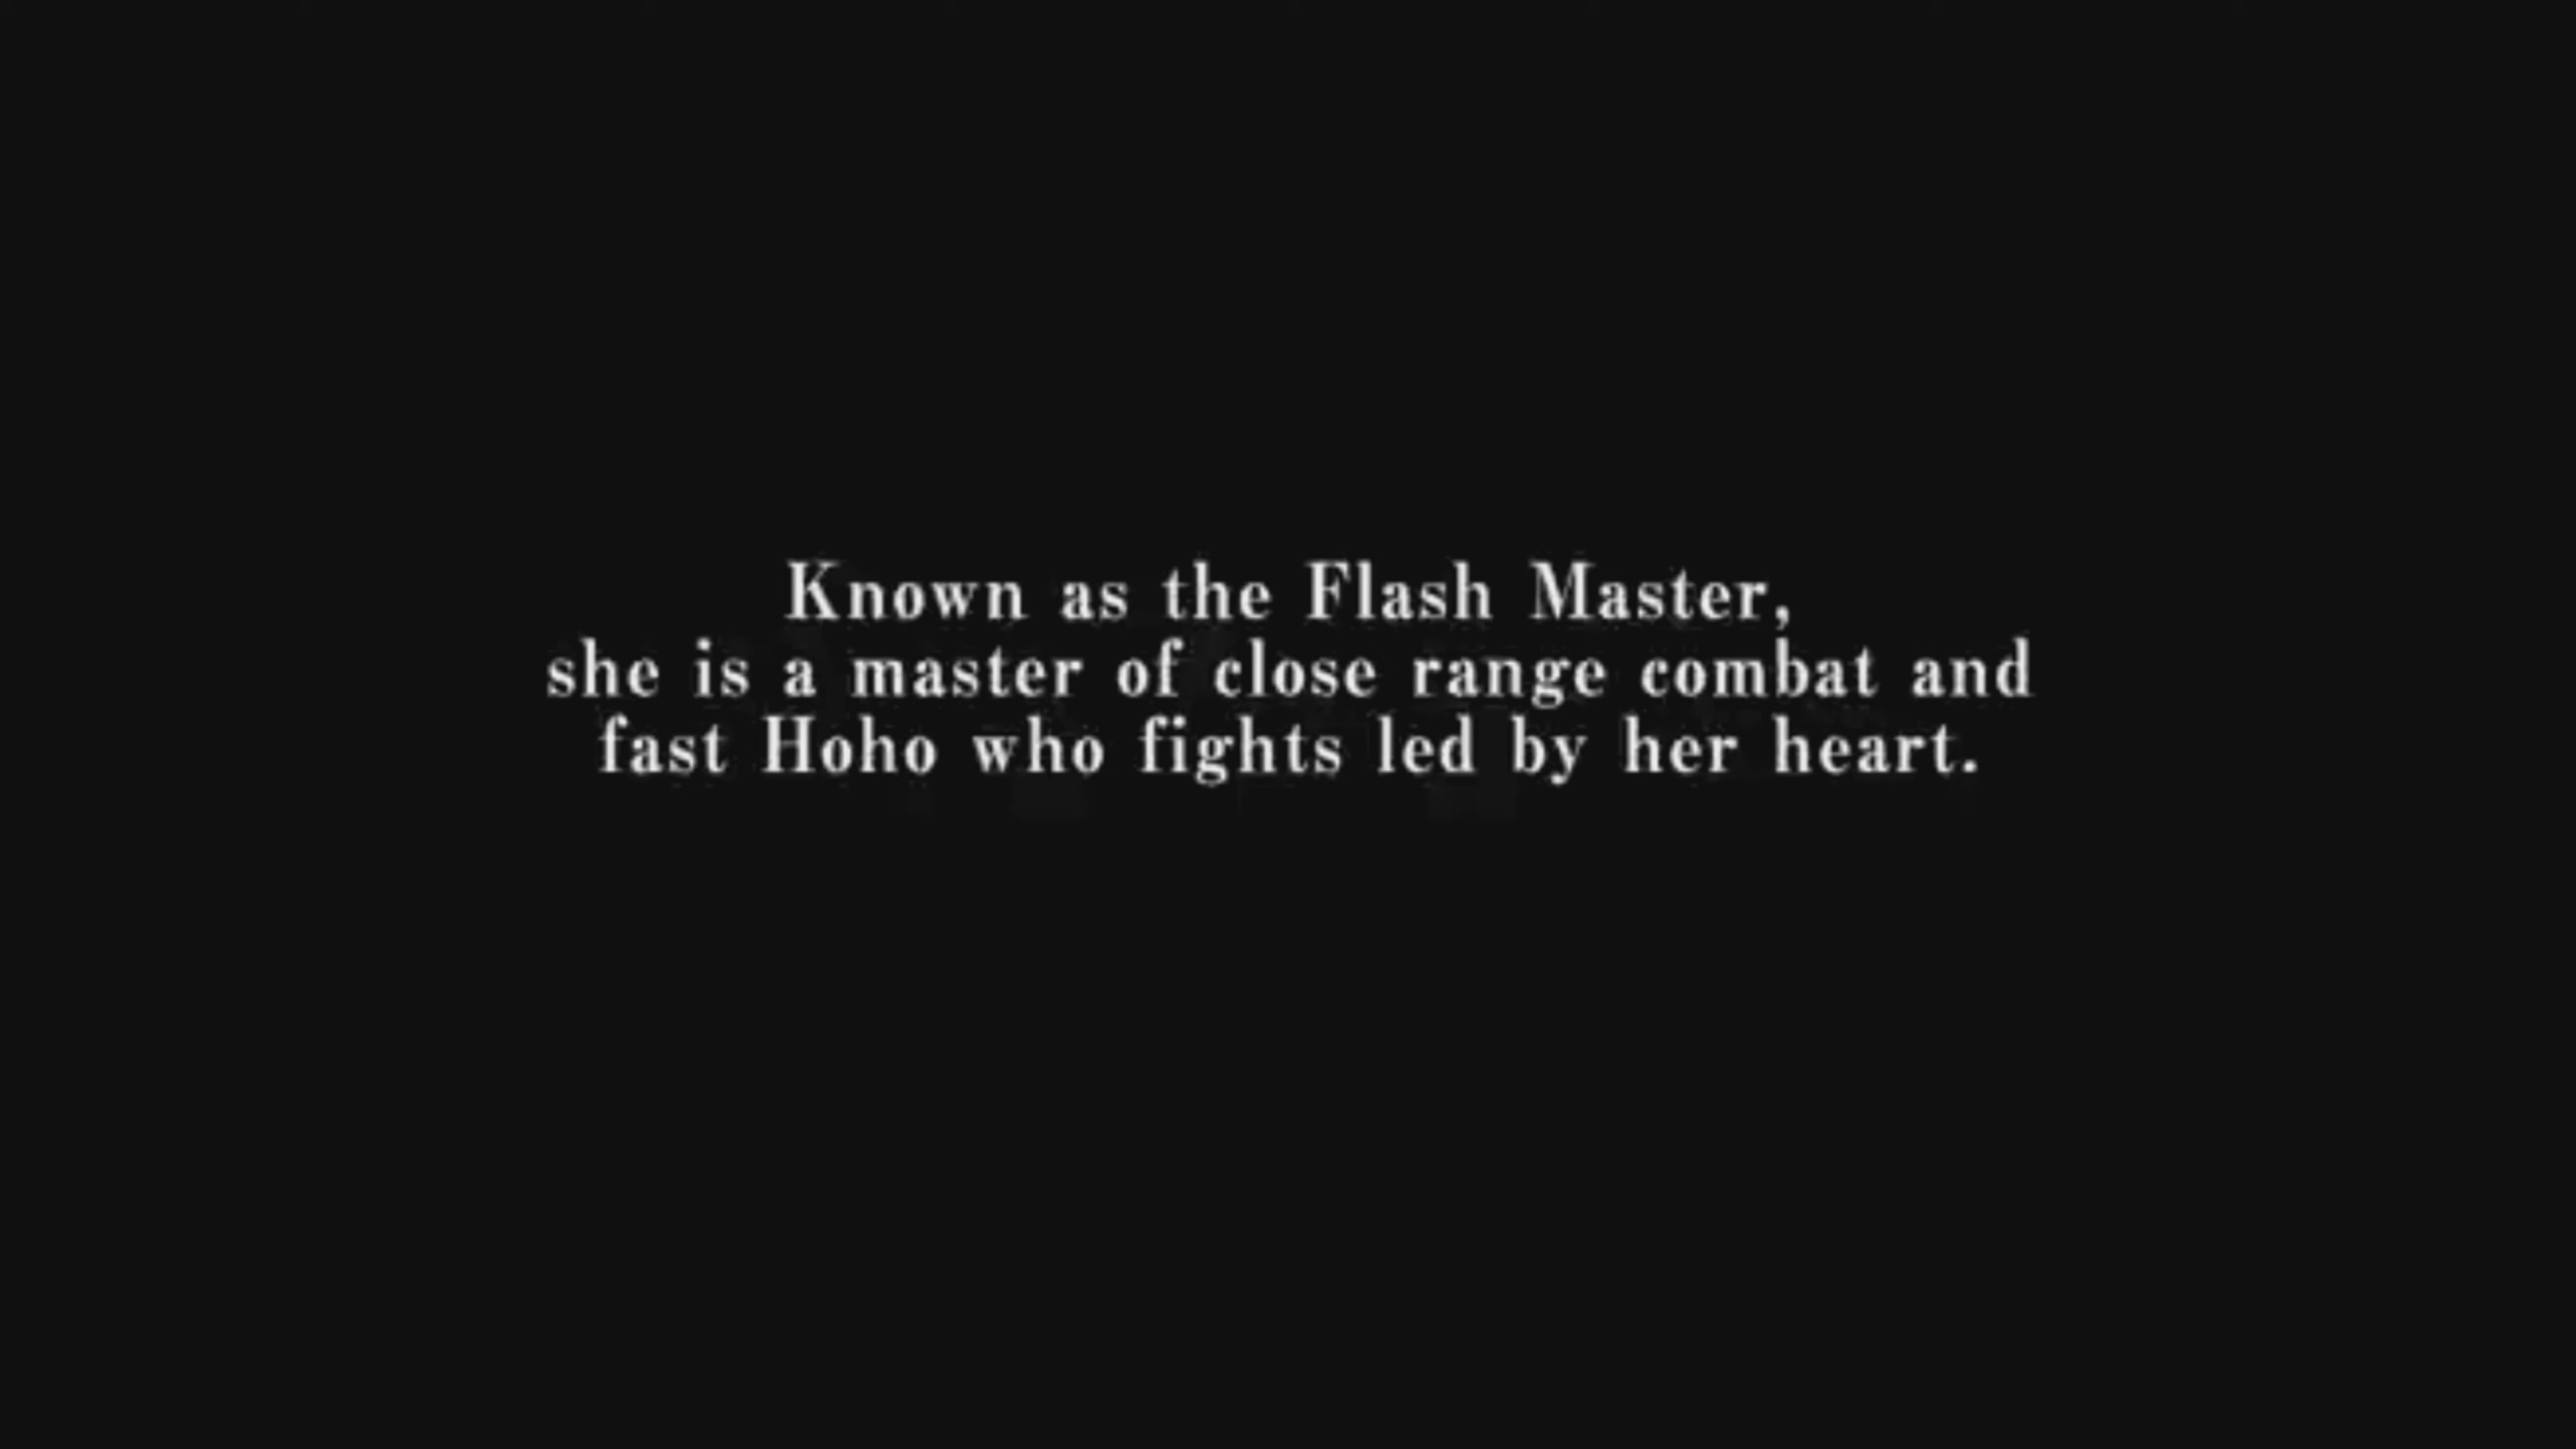 Known as the Flash Master,
she is a master of close range combat and
fast Hoho who fights led by her heart.